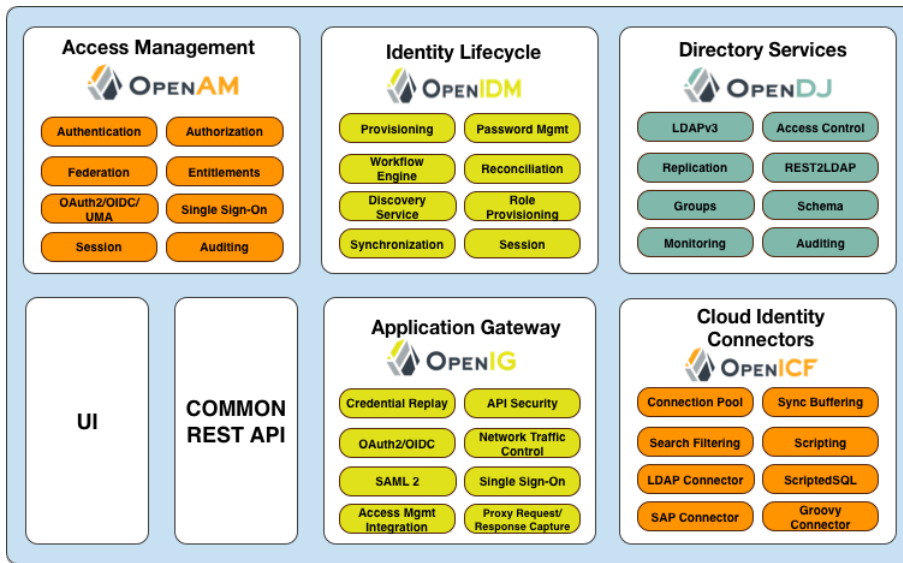 Access Management
OPENAM
Authentication
Authorization
Federation
Entitlements
OAuth2/OIDC/
UMA
Single Sign-On
Session
Auditing
Identity Lifecycle
OPENIDM
Provisioning
Password Mgmt
Workflow
Engine
Reconciliation
Discovery
Service
Role
Provisioning
Synchronization
Session
Directory Services
OPENDJ
LDAPv3
Access Control
Replication
REST2LDAP
Groups
Schema
Monitoring
Auditing
UI
COMMON
REST API
Application Gateway
OPENIG
Credential Replay
API Security
OAuth2/OIDC
Network Traffic
Control
SAML 2
Single Sign-On
Access Mgmt
Integration
Proxy Request/
Response Capture
Cloud Identity
Connectors
OPENICF
Connection Pool
Sync Buffering
Search Filtering
Scripting
LDAP Connector
ScriptedSQL
SAP Connector
Groovy
Connector